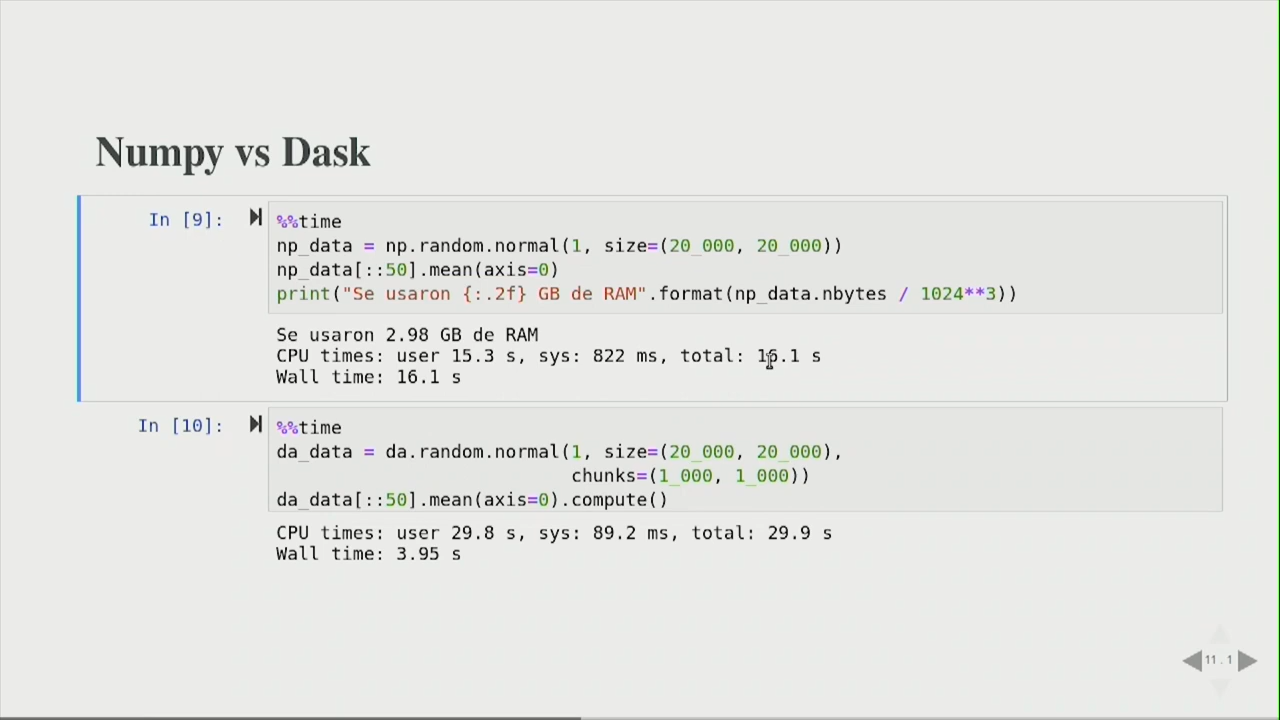 Numpy vs Dask
In [9]:
%%time
np_data = np.random.normal(1, size=(20_000, 20_000))
np_data[::50].mean(axis=0)
print("Se usaron {:.2f} GB de RAM".format(np_data.nbytes / 1024**3))
Se usaron 2.98 GB de RAM
CPU times: user 15.3 s, sys: 822 ms, total: 16.1 s
Wall time: 16.1 s
In [10]:
%%time
da_data = da.random.normal(1, size=(20_000, 20_000),
chunks=(1_000, 1_000))
da_data[::50].mean(axis=0).compute()
CPU times: user 29.8 s, sys: 89.2 ms, total: 29.9 s
Wall time: 3.95 s
11.1